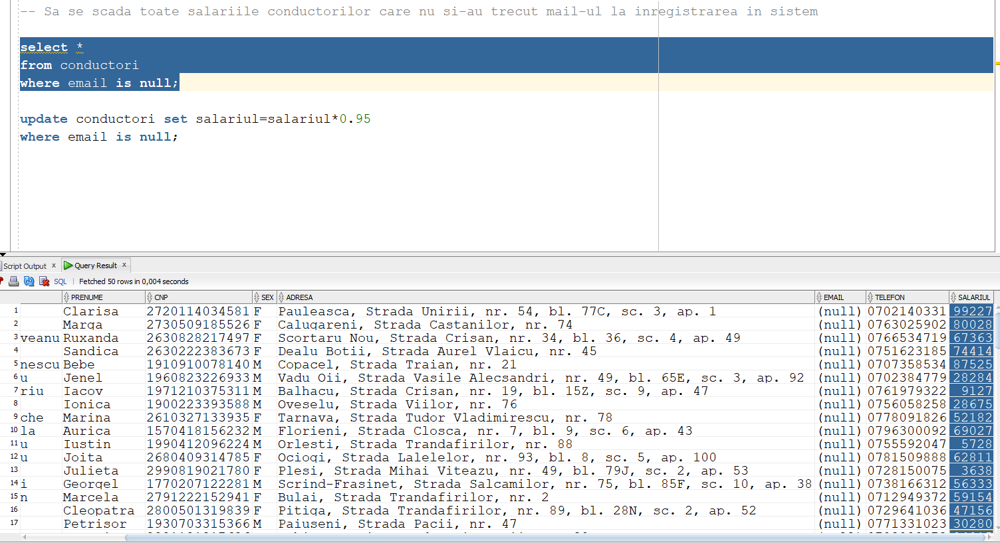 -- Sa se scada toate salariile conductorilor care nu si-au trecut mail-ul la inregistrarea in sistem
select *
from conductori
where email is null;
update conductori set salariul=salariul*0.95
where email is null;
Script Output x Query Result x
SQL | Fetched 50 rows in 0,004 seconds
PRENUME CNP SEX ADRESA EMAIL TELEFON SALARIUL
1 Clarisa 2720114034581 F Pauleasca, Strada Unirii, nr. 54, bl. 77C, sc. 3, ap. 1 (null) 0702140331 99227
2 Marga 2730509185526 F Calugareni, Strada Castanilor, nr. 74 (null) 0763025902 80028
3 veanu Ruxanda 2630828217497 F Scortaru Nou, Strada Crisan, nr. 34, bl. 36, sc. 4, ap. 49 (null) 0766534719 67363
4 Sandica 2630222383673 F Dealu Botii, Strada Aurel Vlaicu, nr. 45 (null) 0751623185 74414
5 nescu Bebe 1910910078140 M Copacel, Strada Traian, nr. 21 (null) 0707358534 87525
6 u Jenel 1960823226933 M Vadu Oii, Strada Vasile Alecsandri, nr. 49, bl. 65E, sc. 3, ap. 92 (null) 0702384779 28284
7 riu Iacov 1971210375311 M Balhacu, Strada Crisan, nr. 19, bl. 15Z, sc. 9, ap. 47 (null) 0761979322 9127
8 Ionica 1900223393588 M Oveselu, Strada Viilor, nr. 76 (null) 0756058258 28675
9 che Marina 2610327133935 F Tarnava, Strada Tudor Vladimirescu, nr. 78 (null) 0778091826 52182
10 la Aurica 1570418156232 M Florieni, Strada Closca, nr. 7, bl. 9, sc. 6, ap. 43 (null) 0796300092 69027
11 u Iustin 1990412096224 M Orlesti, Strada Trandafirilor, nr. 88 (null) 0755592047 5728
12 u Joita 2680409314785 F Ociogi, Strada Lalelelor, nr. 93, bl. 8, sc. 5, ap. 100 (null) 0781509888 62811
13 Julieta 2990819021780 F Plesi, Strada Mihai Viteazu, nr. 49, bl. 79J, sc. 2, ap. 53 (null) 0728150075 3638
14 i Georgel 1770207122281 M Scrind-Frasinet, Strada Salcamilor, nr. 75, bl. 85F, sc. 10, ap. 38 (null) 0738166312 56333
15 n Marcela 2791222152941 F Bulai, Strada Trandafirilor, nr. 2 (null) 0712949372 59154
16 Cleopatra 2800501319839 F Pitiga, Strada Trandafirilor, nr. 89, bl. 28N, sc. 2, ap. 52 (null) 0729641036 47156
17 Petrisor 1930703315366 M Paiuseni, Strada Pacii, nr. 47 (null) 0771331023 30280